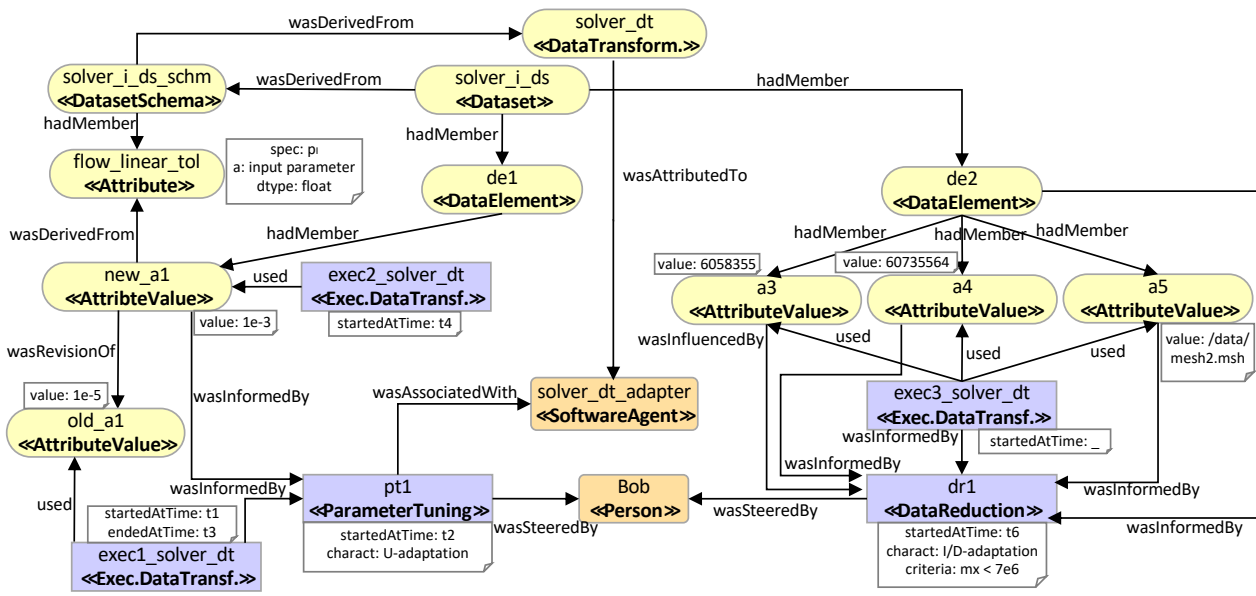 wasDerivedFrom
solver_dt
≪DataTransform.≫
solver_i_ds_schm
≪DatasetSchema≫
wasDerivedFrom
solver_i_ds
≪Dataset≫
hadMember
hadMember
hadMember
flow_linear_tol
≪Attribute≫
spec: pᵢ
a: input parameter
dtype: float
de1
≪DataElement≫
wasAttributedTo
de2
≪DataElement≫
wasDerivedFrom
hadMember
hadMember
hadMember
hadMember
new_a1
≪AttribteValue≫
used
exec2_solver_dt
≪Exec.DataTransf.≫
value: 6058355
value: 60735564
a3
≪AttributeValue≫
a4
≪AttributeValue≫
a5
≪AttributeValue≫
value: 1e-3
startedAtTime: t4
wasRevisionOf
wasInfluencedBy
used
used
used
value: /data/
mesh2.msh
value: 1e-5
old_a1
≪AttributeValue≫
wasInformedBy
wasAssociatedWith
solver_dt_adapter
≪SoftwareAgent≫
exec3_solver_dt
≪Exec.DataTransf.≫
wasInformedBy
startedAtTime: _
wasInformedBy
used
wasInformedBy
pt1
≪ParameterTuning≫
Bob
≪Person≫
dr1
≪DataReduction≫
wasInformedBy
startedAtTime: t1
endedAtTime: t3
wasSteeredBy
wasSteeredBy
wasInformedBy
exec1_solver_dt
≪Exec.DataTransf.≫
startedAtTime: t2
charact: U-adaptation
startedAtTime: t6
charact: I/D-adaptation
criteria: mx < 7e6